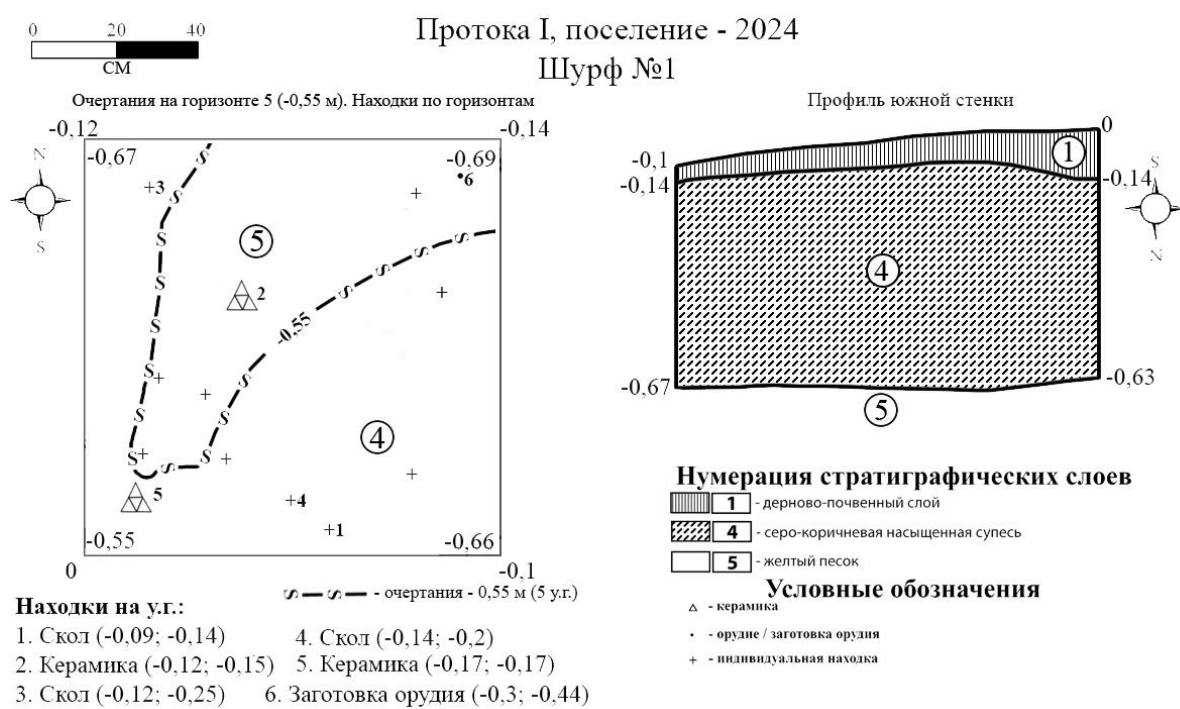 0 20 40
СМ
Протока I, поселение - 2024
Шурф №1
Очертания на горизонте 5 (-0,55 м). Находки по горизонтам
-0,12
-0,14
-0,67
-0,69
N
S
+3
•6
S
S
5
S
S
S
S
2
S
S
S
-0,55
S
S
S
S
S
4
S
S
S
5
+4
+1
-0,55
-0,66
0
-0,1
S - S - очертания - 0,55 м (5 у.г.)
Находки на у.г.:
1. Скол (-0,09; -0,14)
2. Керамика (-0,12; -0,15)
3. Скол (-0,12; -0,25)
4. Скол (-0,14; -0,2)
5. Керамика (-0,17; -0,17)
6. Заготовка орудия (-0,3; -0,44)
Профиль южной стенки
0
-0,1
-0,14
1
-0,14
S
N
4
-0,67
-0,63
5
Нумерация стратиграфических слоев
1 - дерново-почвенный слой
4 - серо-коричневая насыщенная супесь
5 - желтый песок
Условные обозначения
- керамика
- орудие / заготовка орудия
+ - индивидуальная находка